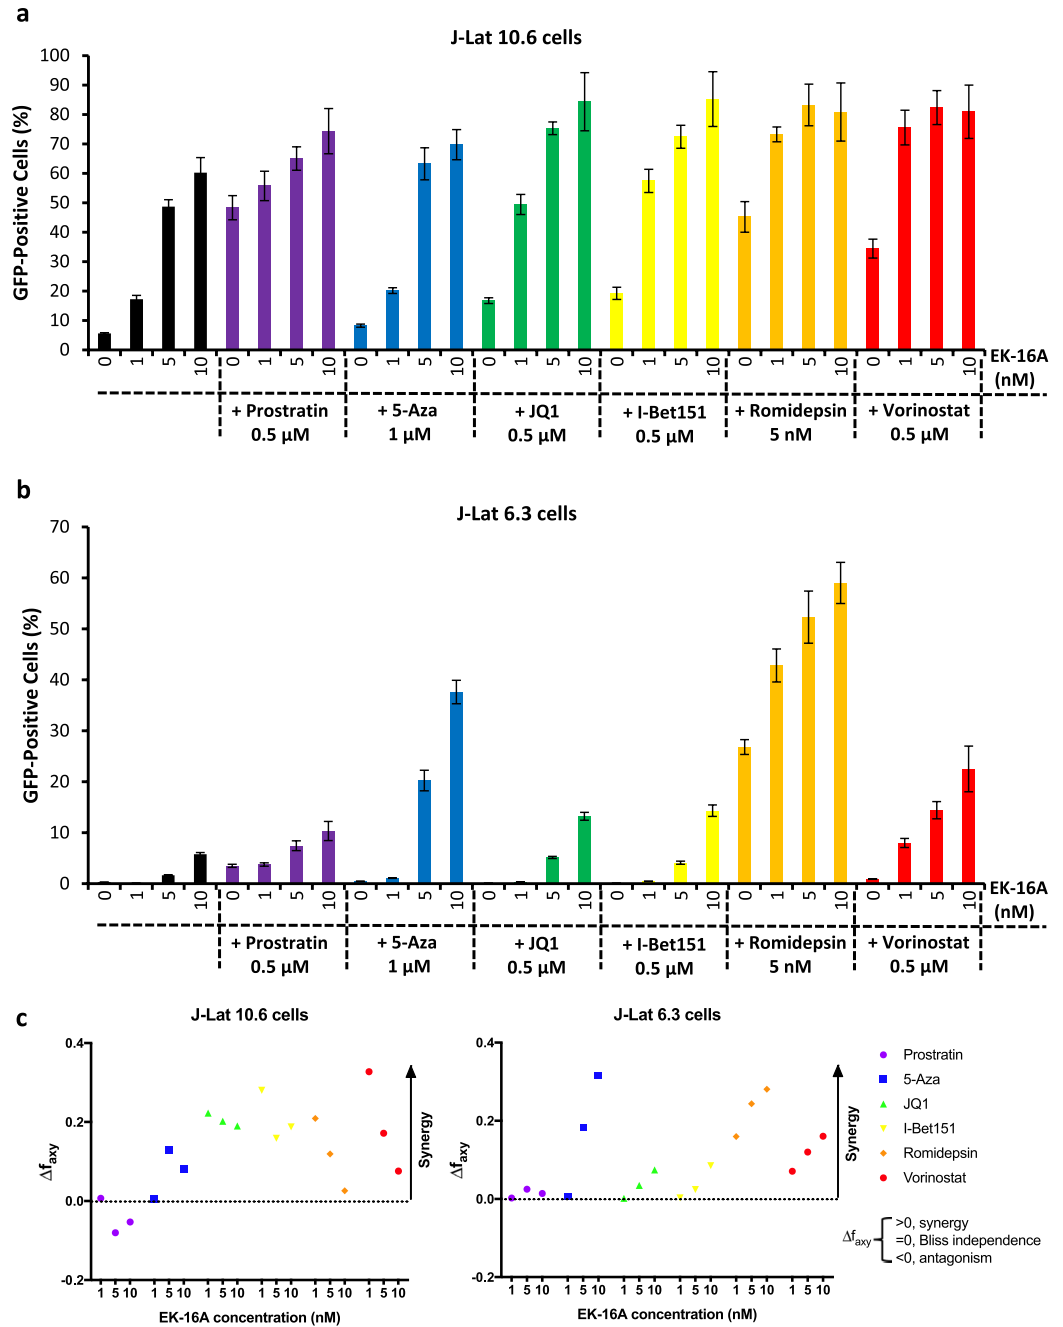 a
J-Lat 10.6 cells
GFP-Positive Cells (%)
100
90
80
70
60
50
40
30
20
10
0
0 1 5 10 0 1 5 10 0 1 5 10 0 1 5 10 0 1 5 10 0 1 5 10 0 1 5 10
EK-16A
(nM)
+ Prostratin + 5-Aza + JQ1 + I-Bet151 + Romidepsin + Vorinostat
0.5 µM 1 µM 0.5 µM 0.5 µM 5 nM 0.5 µM
b
J-Lat 6.3 cells
GFP-Positive Cells (%)
70
60
50
40
30
20
10
0
0 1 5 10 0 1 5 10 0 1 5 10 0 1 5 10 0 1 5 10 0 1 5 10 0 1 5 10
EK-16A
(nM)
+ Prostratin + 5-Aza + JQ1 + I-Bet151 + Romidepsin + Vorinostat
0.5 µM 1 µM 0.5 µM 0.5 µM 5 nM 0.5 µM
c
J-Lat 10.6 cells
Δfaxy
0.4
0.2
0.0
-0.2
Synergy
1 5 10 1 5 10 1 5 10 1 5 10 1 5 10 1 5 10
EK-16A concentration (nM)
J-Lat 6.3 cells
Δfaxy
0.4
0.2
0.0
-0.2
Synergy
1 5 10 1 5 10 1 5 10 1 5 10 1 5 10 1 5 10
EK-16A concentration (nM)
Prostratin
5-Aza
JQ1
I-Bet151
Romidepsin
Vorinostat
Δfaxy
>0, synergy
=0, Bliss independence
<0, antagonism